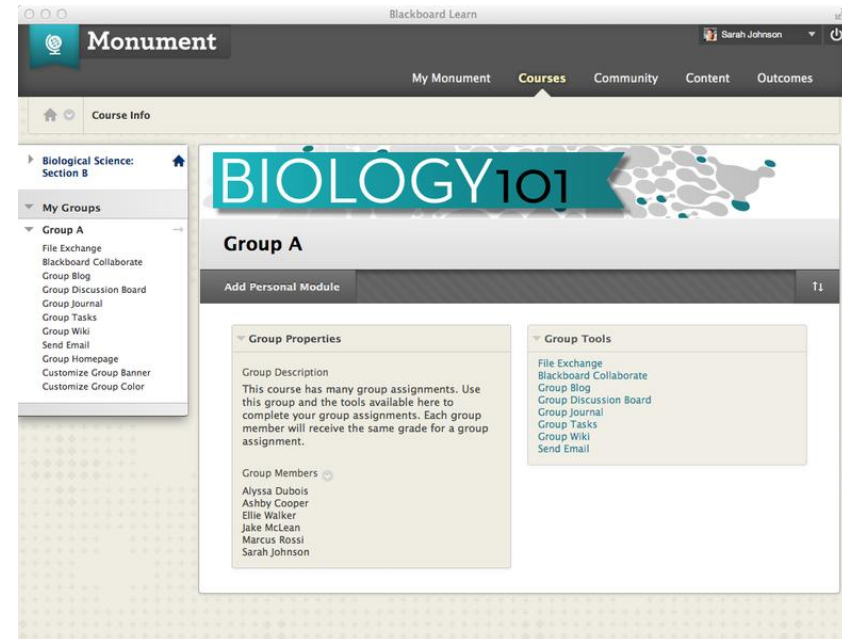 Blackboard Learn
Monument
Sarah Johnson
My Monument Courses Community Content Outcomes
Course Info
Biological Science:
Section B
My Groups
Group A
File Exchange
Blackboard Collaborate
Group Blog
Group Discussion Board
Group Journal
Group Tasks
Group Wiki
Send Email
Group Homepage
Customize Group Banner
Customize Group Color
BIOLOGY101
Group A
Add Personal Module
Group Properties
Group Description
This course has many group assignments. Use
this group and the tools available here to
complete your group assignments. Each group
member will receive the same grade for a group
assignment.
Group Members
Alyssa Dubois
Ashby Cooper
Ellie Walker
Jake McLean
Marcus Rossi
Sarah Johnson
Group Tools
File Exchange
Blackboard Collaborate
Group Blog
Group Discussion Board
Group Journal
Group Tasks
Group Wiki
Send Email